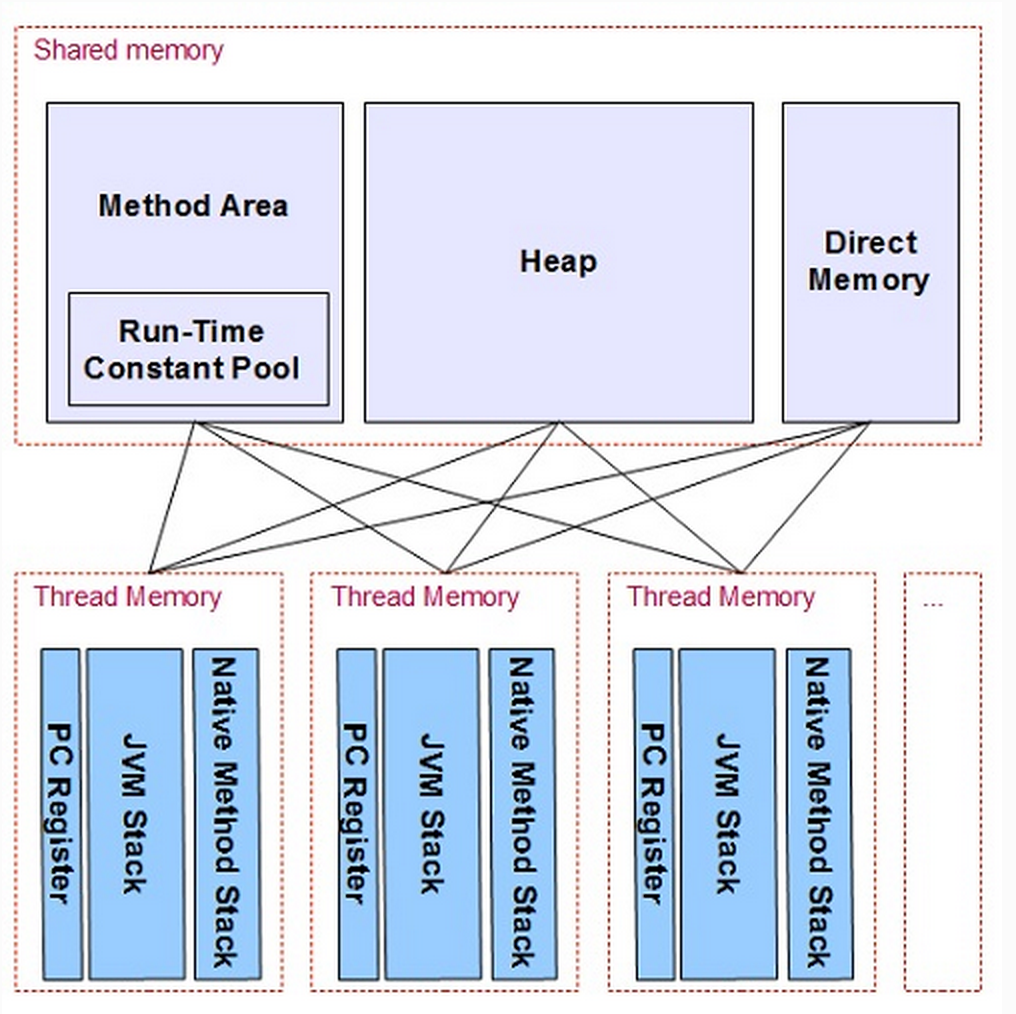 Shared memory
Method Area
Run-Time
Constant Pool
Heap
Direct
Memory
Thread Memory
PC Register
JVM Stack
Native Method Stack
Thread Memory
PC Register
JVM Stack
Native Method Stack
Thread Memory
PC Register
JVM Stack
Native Method Stack
...